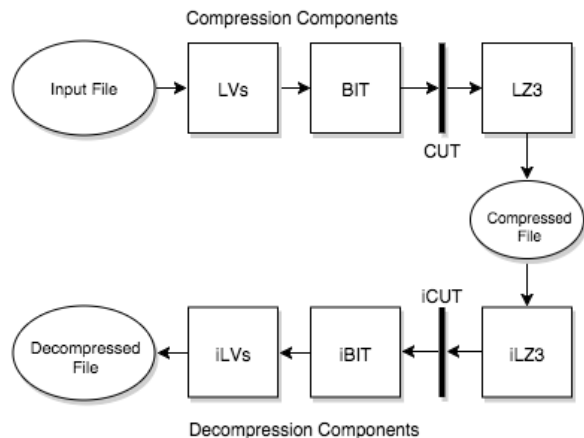 Compression Components
Input File
LVs
BIT
CUT
LZ3
Compressed
File
iCUT
Decompressed
File
iLVs
iBIT
iLZ3
Decompression Components